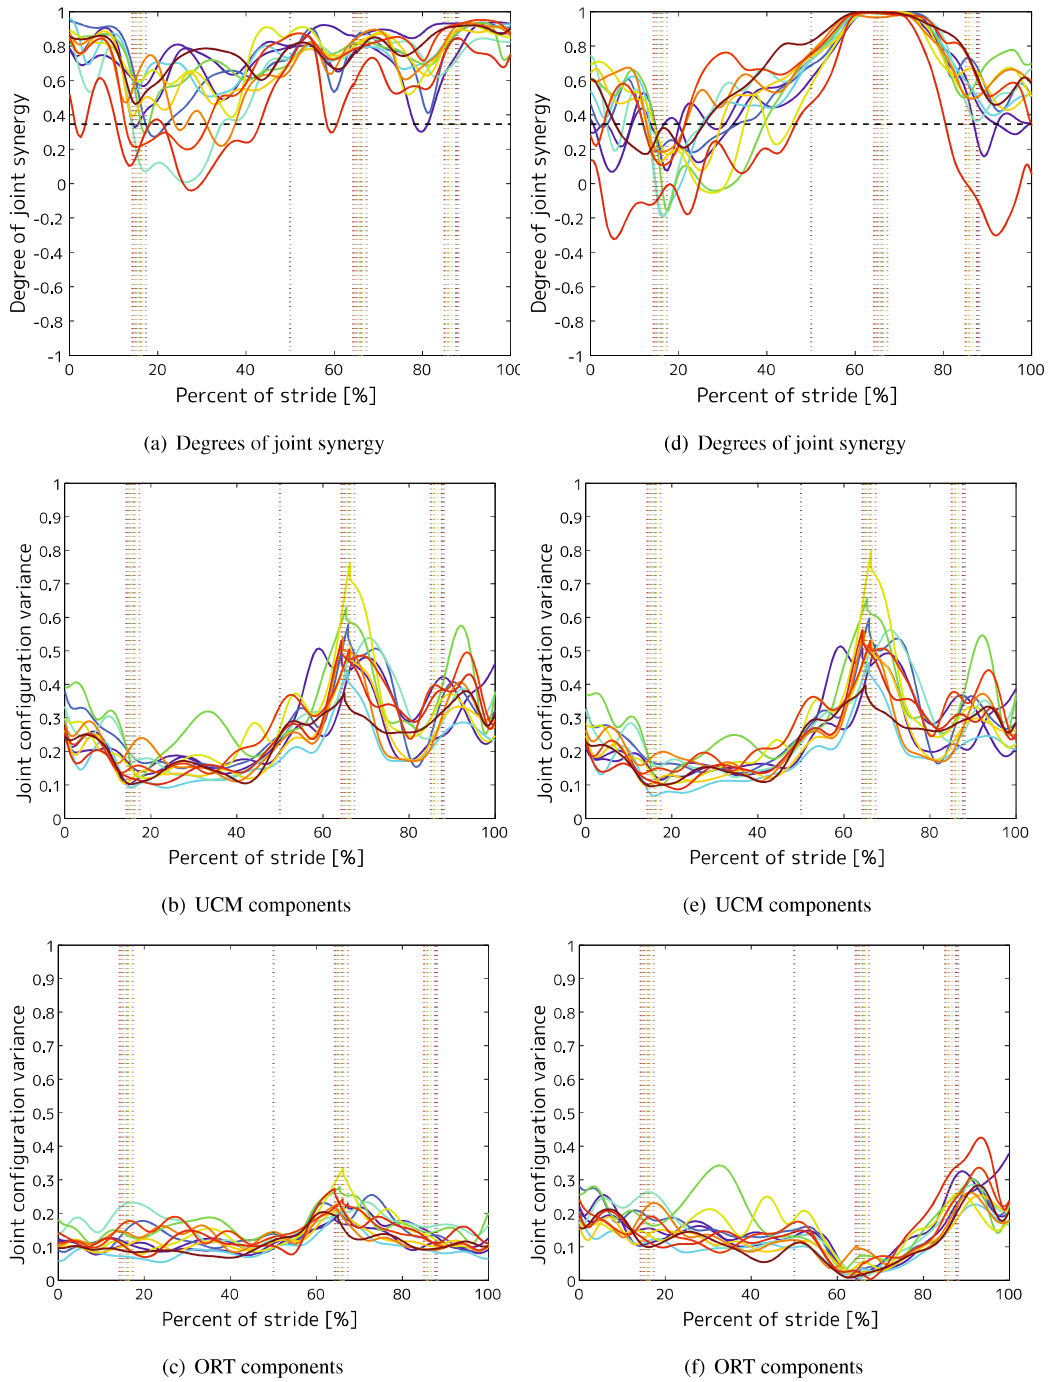 1
0.8
0.6
0.4
0.2
0
-0.2
-0.4
-0.6
-0.8
-1
Degree of joint synergy
0 20 40 60 80 100
Percent of stride [%]
(a) Degrees of joint synergy
1
0.8
0.6
0.4
0.2
0
-0.2
-0.4
-0.6
-0.8
-1
Degree of joint synergy
0 20 40 60 80 100
Percent of stride [%]
(d) Degrees of joint synergy
1
0.9
0.8
0.7
0.6
0.5
0.4
0.3
0.2
0.1
0
Joint configuration variance
0 20 40 60 80 100
Percent of stride [%]
(b) UCM components
1
0.9
0.8
0.7
0.6
0.5
0.4
0.3
0.2
0.1
0
Joint configuration variance
0 20 40 60 80 100
Percent of stride [%]
(e) UCM components
1
0.9
0.8
0.7
0.6
0.5
0.4
0.3
0.2
0.1
0
Joint configuration variance
0 20 40 60 80 100
Percent of stride [%]
(c) ORT components
1
0.9
0.8
0.7
0.6
0.5
0.4
0.3
0.2
0.1
0
Joint configuration variance
0 20 40 60 80 100
Percent of stride [%]
(f) ORT components